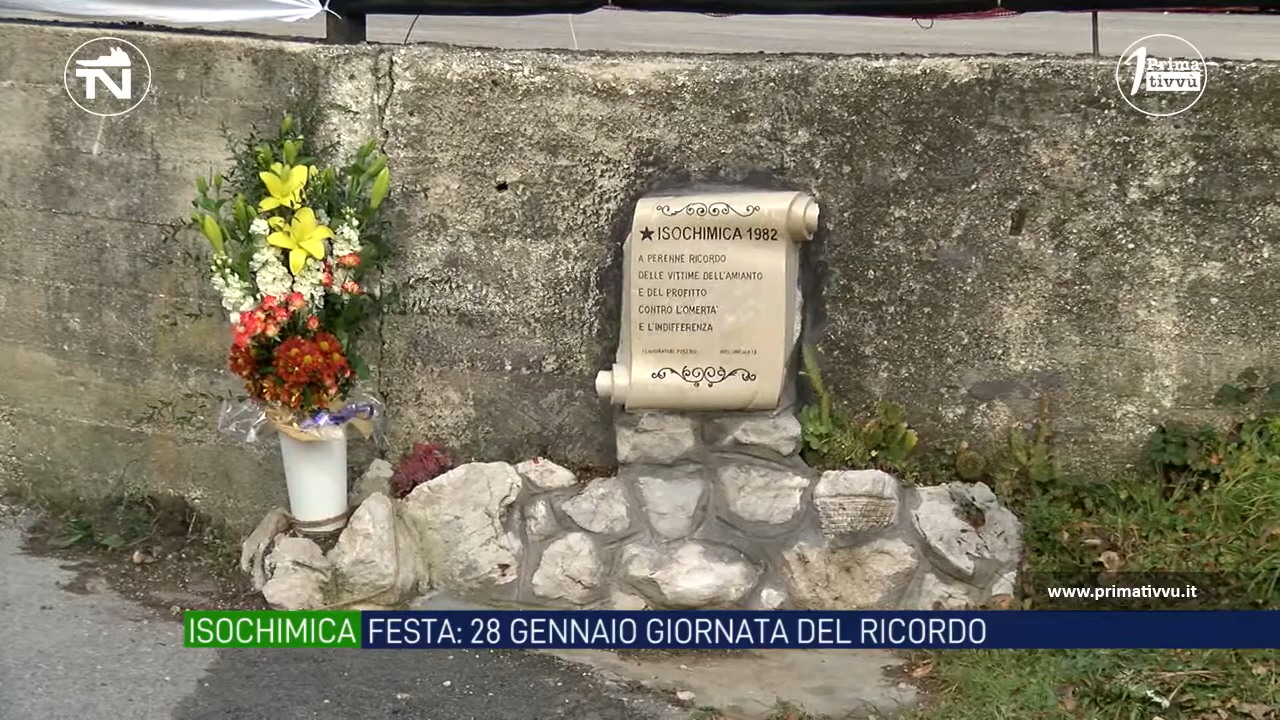 TN
1 Prima
tivvù
★ ISOCHIMICA 1982
A PERENNE RICORDO
DELLE VITTIME DELL'AMIANTO
E DEL PROFITTO
CONTRO L'OMERTA'
E L'INDIFFERENZA
www.primativvu.it
ISOCHIMICA FESTA: 28 GENNAIO GIORNATA DEL RICORDO